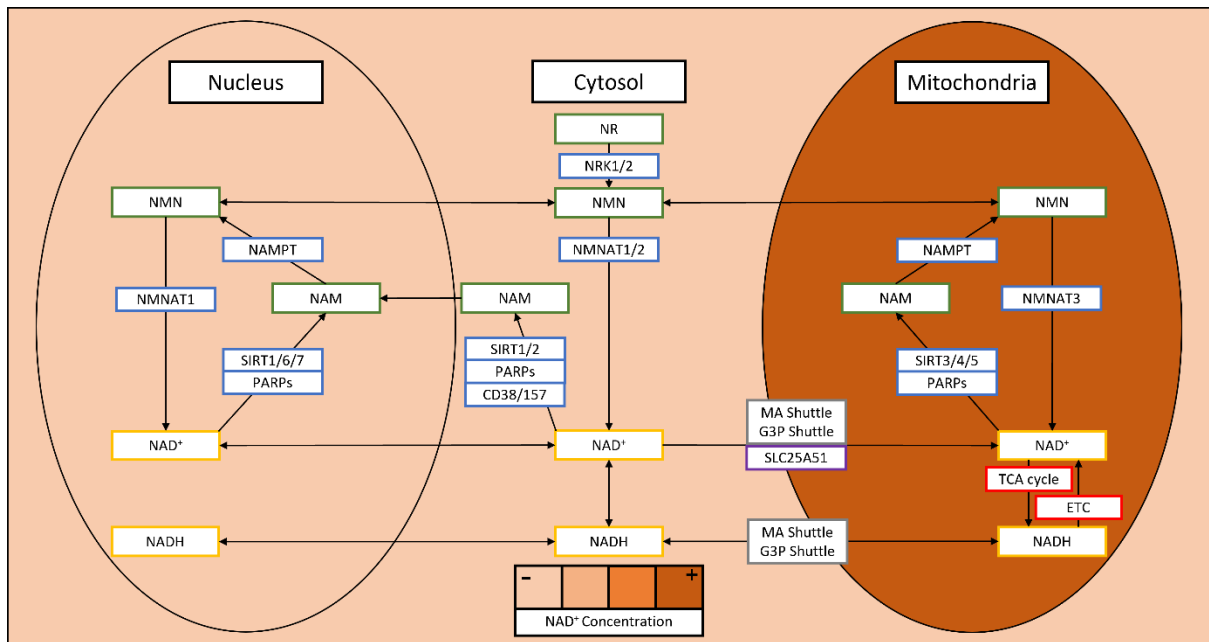 Nucleus
Cytosol
Mitochondria
NR
NRK1/2
NMN
NMN
NMN
NAMPT
NMNAT1/2
NAMPT
NMNAT1
NAM
NAM
NAM
NMNAT3
SIRT1/6/7
PARPs
SIRT1/2
PARPs
CD38/157
SIRT3/4/5
PARPs
MA Shuttle
G3P Shuttle
SLC25A51
NAD⁺
NAD⁺
NAD⁺
TCA cycle
ETC
NADH
NADH
MA Shuttle
G3P Shuttle
NADH
- +
NAD⁺ Concentration